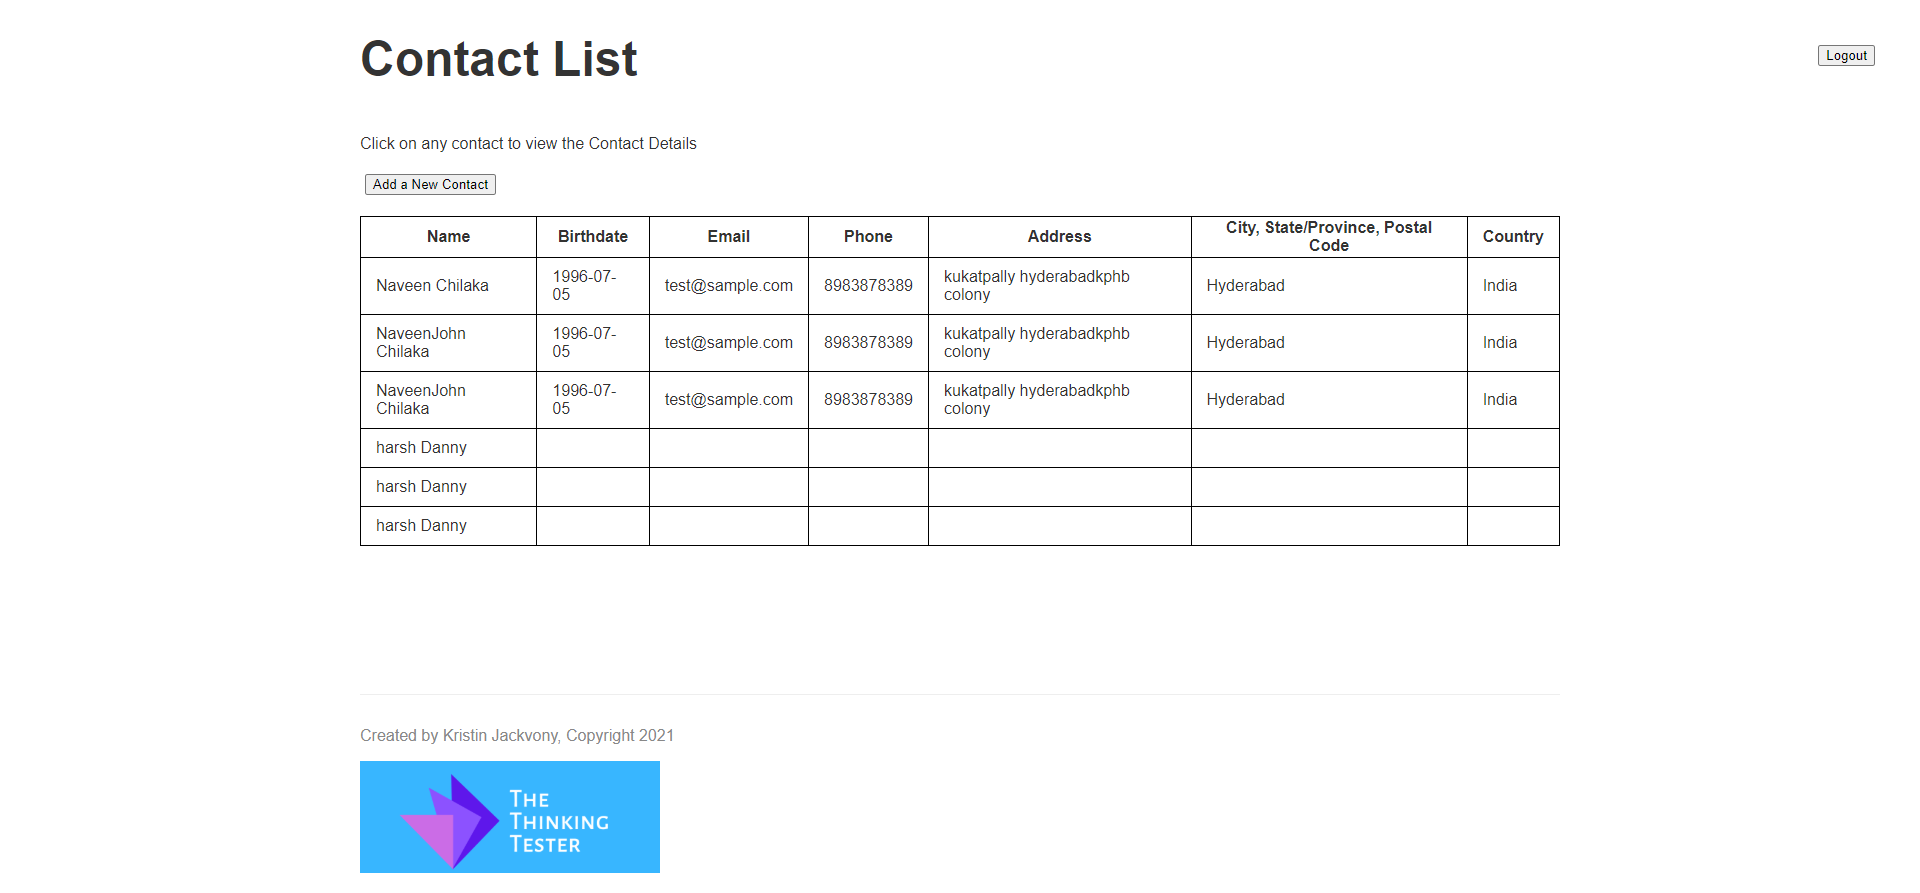 Contact List
Logout
Click on any contact to view the Contact Details
Add a New Contact
Name Birthdate Email Phone Address City, State/Province, Postal Code Country
Naveen Chilaka 1996-07-05 test@sample.com 8983878389 kukatpally hyderabadkphb colony Hyderabad India
NaveenJohn Chilaka 1996-07-05 test@sample.com 8983878389 kukatpally hyderabadkphb colony Hyderabad India
NaveenJohn Chilaka 1996-07-05 test@sample.com 8983878389 kukatpally hyderabadkphb colony Hyderabad India
harsh Danny
harsh Danny
harsh Danny
Created by Kristin Jackvony, Copyright 2021
THE
THINKING
TESTER